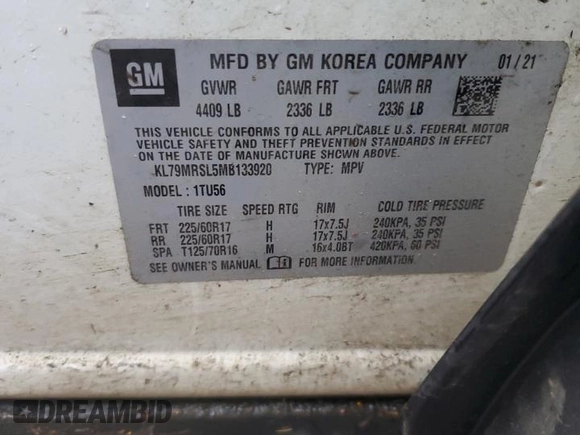 GM
MFD BY GM KOREA COMPANY 01/21
GVWR GAWR FRT GAWR RR
4409 LB 2336 LB 2336 LB
THIS VEHICLE CONFORMS TO ALL APPLICABLE U.S. FEDERAL MOTOR
VEHICLE SAFETY AND THEFT PREVENTION STANDARDS IN EFFECT
ON THE DATE OF MANUFACTURE SHOWN ABOVE.
KL79MRSL5MB133920 TYPE: MPV
MODEL: 1TU56
TIRE SIZE SPEED RTG RIM COLD TIRE PRESSURE
FRT 225/60R17 H 17x7.5J 240KPA, 35 PSI
RR 225/60R17 H 17x7.5J 240KPA, 35 PSI
SPA T125/70R16 M 16x4.0BT 420KPA, 60 PSI
SEE OWNER'S MANUAL FOR MORE INFORMATION.
DREAMBID